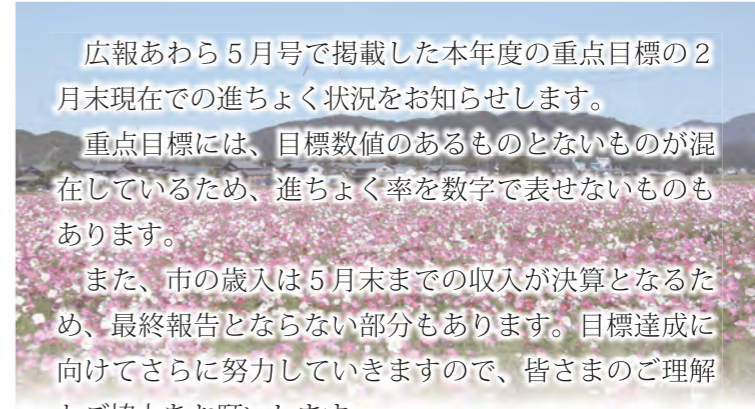 広報あわら５月号で掲載した本年度の重点目標の２
月末現在での進ちょく状況をお知らせします。
重点目標には、目標数値のあるものとないものが混
在しているため、進ちょく率を数字で表せないものも
あります。
また、市の歳入は５月末までの収入が決算となるた
め、最終報告とならない部分もあります。目標達成に
向けてさらに努力していきますので、皆さまのご理解